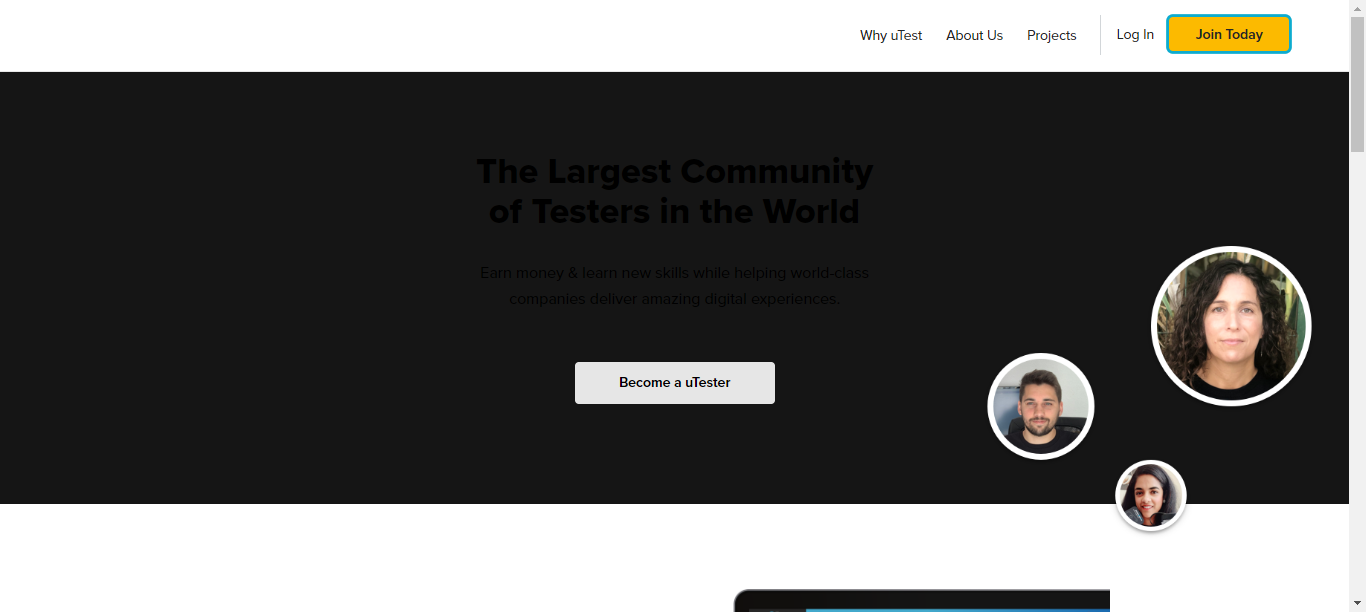 Why uTest
About Us
Projects
Log In
Join Today
The Largest Community
of Testers in the World
Earn money & learn new skills while helping world-class
companies deliver amazing digital experiences.
Become a uTester